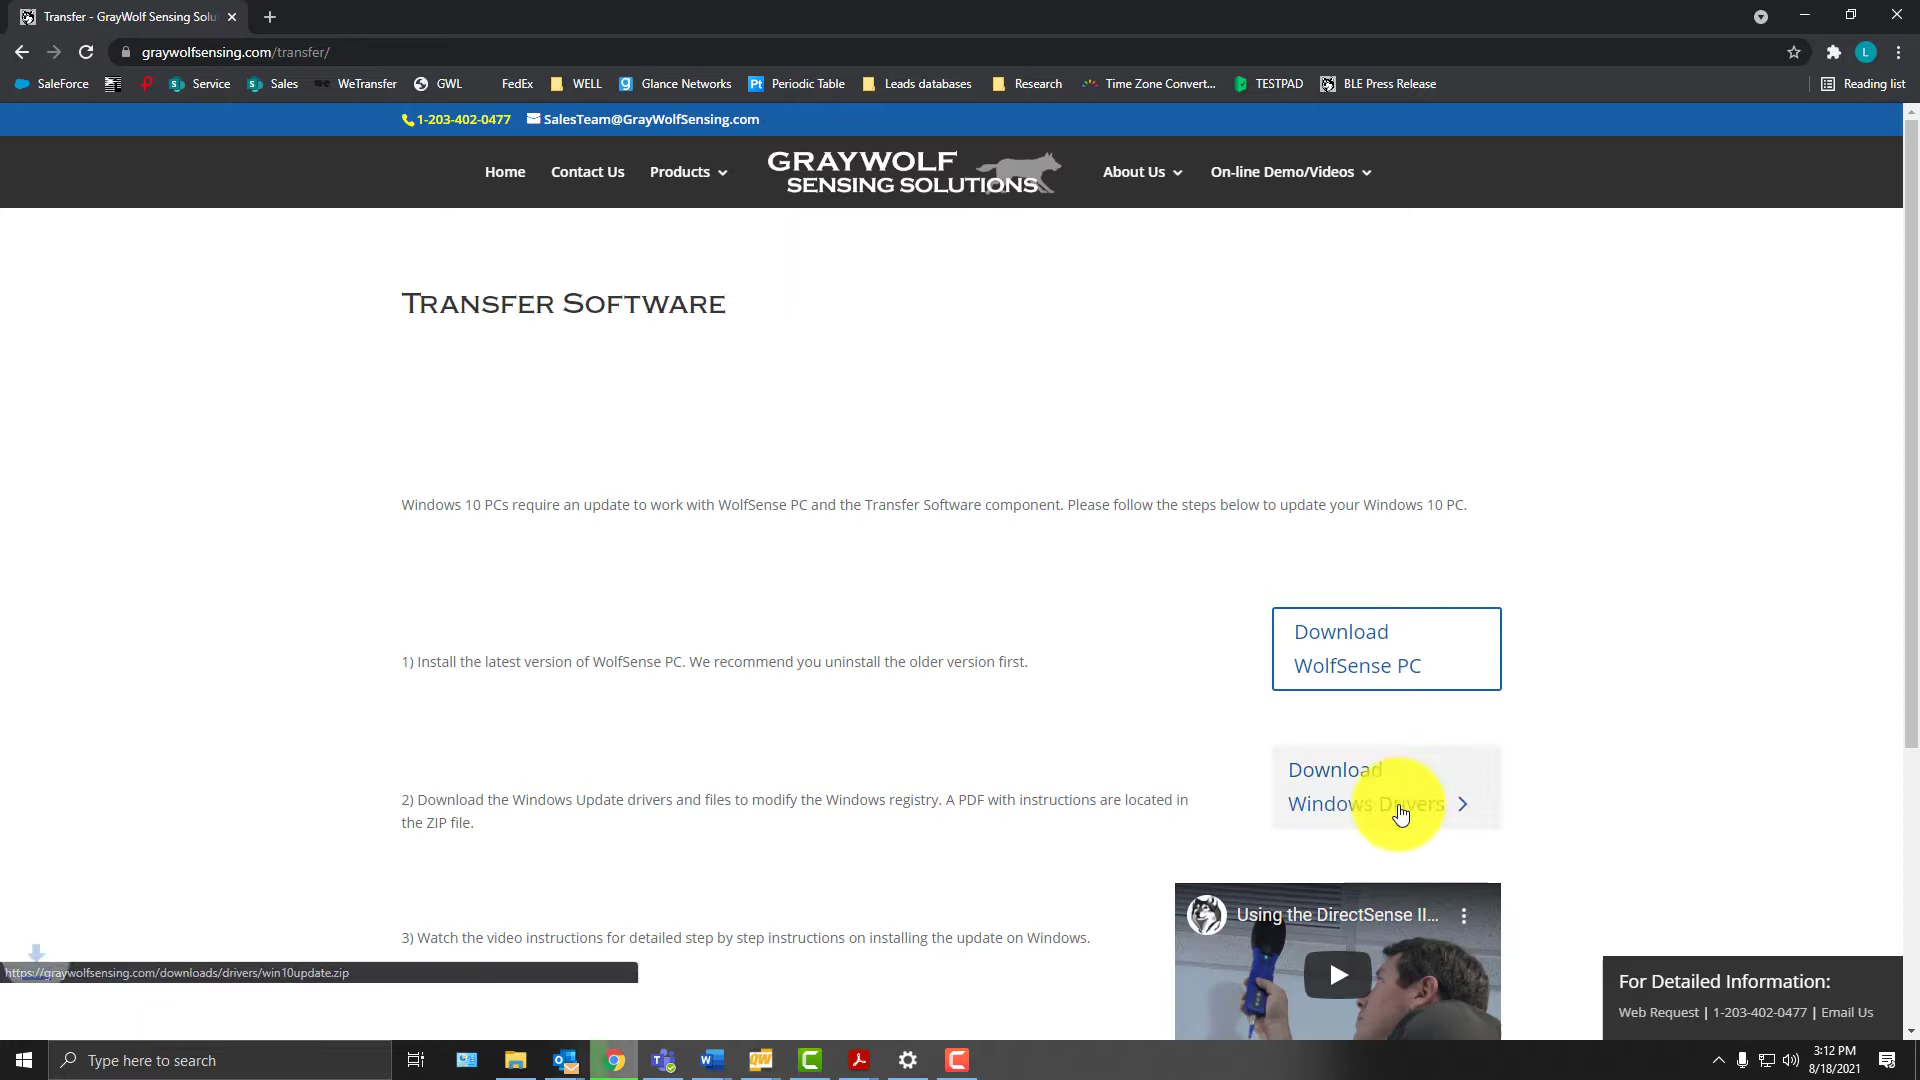 Transfer - GrayWolf Sensing Solu
graywolfsensing.com/transfer/
L
SaleForce
Service
Sales
WeTransfer
GWL
FedEx
WELL
Glance Networks
Periodic Table
Leads databases
Research
Time Zone Convert...
TESTPAD
BLE Press Release
Reading list
1-203-402-0477
SalesTeam@GrayWolfSensing.com
Home
Contact Us
Products
GRAYWOLF
SENSING SOLUTIONS
About Us
On-line Demo/Videos
Transfer Software
Windows 10 PCs require an update to work with WolfSense PC and the Transfer Software component. Please follow the steps below to update your Windows 10 PC.
1) Install the latest version of WolfSense PC. We recommend you uninstall the older version first.
Download
WolfSense PC
2) Download the Windows Update drivers and files to modify the Windows registry. A PDF with instructions are located in
the ZIP file.
Download
Windows Drivers
3) Watch the video instructions for detailed step by step instructions on installing the update on Windows.
Using the DirectSense II...
https://graywolfsensing.com/downloads/drivers/win10update.zip
For Detailed Information:
Web Request | 1-203-402-0477 | Email Us
Type here to search
3:12 PM
8/18/2021